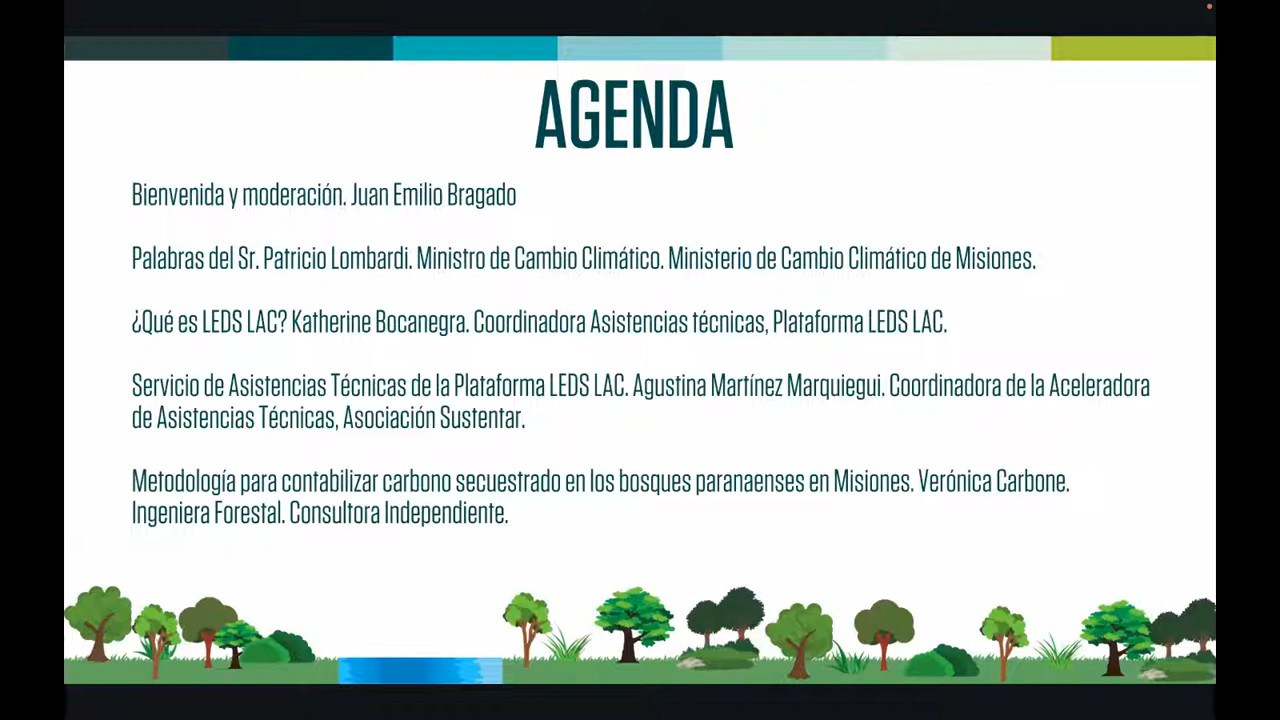 AGENDA
Bienvenida y moderación. Juan Emilio Bragado
Palabras del Sr. Patricio Lombardi. Ministro de Cambio Climático. Ministerio de Cambio Climático de Misiones.
¿Qué es LEDS LAC? Katherine Bocanegra. Coordinadora Asistencias técnicas, Plataforma LEDS LAC.
Servicio de Asistencias Técnicas de la Plataforma LEDS LAC. Agustina Martínez Marquiegui. Coordinadora de la Aceleradora
de Asistencias Técnicas, Asociación Sustentar.
Metodología para contabilizar carbono secuestrado en los bosques paranaenses en Misiones. Verónica Carbone.
Ingeniera Forestal. Consultora Independiente.